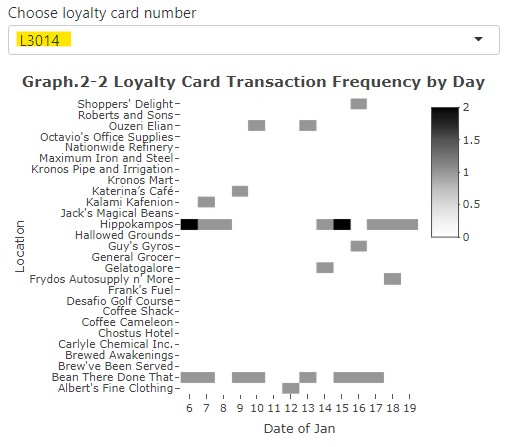 Choose loyalty card number
L3014
Graph.2-2 Loyalty Card Transaction Frequency by Day
Shoppers' Delight
Roberts and Sons
Ouzeri Elian
Octavio's Office Supplies
Nationwide Refinery
Maximum Iron and Steel
Kronos Pipe and Irrigation
Kronos Mart
Katerina's Café
Kalami Kafenion
Jack's Magical Beans
Hippokampos
Hallowed Grounds
Guy's Gyros
General Grocer
Gelatogalore
Frydos Autosupply n' More
Frank's Fuel
Desafio Golf Course
Coffee Shack
Coffee Cameleon
Chostus Hotel
Carlyle Chemical Inc.
Brewed Awakenings
Brew've Been Served
Bean There Done That
Albert's Fine Clothing
Location
6 7 8 9 10 11 12 13 14 15 16 17 18 19
Date of Jan
2
1.5
1
0.5
0